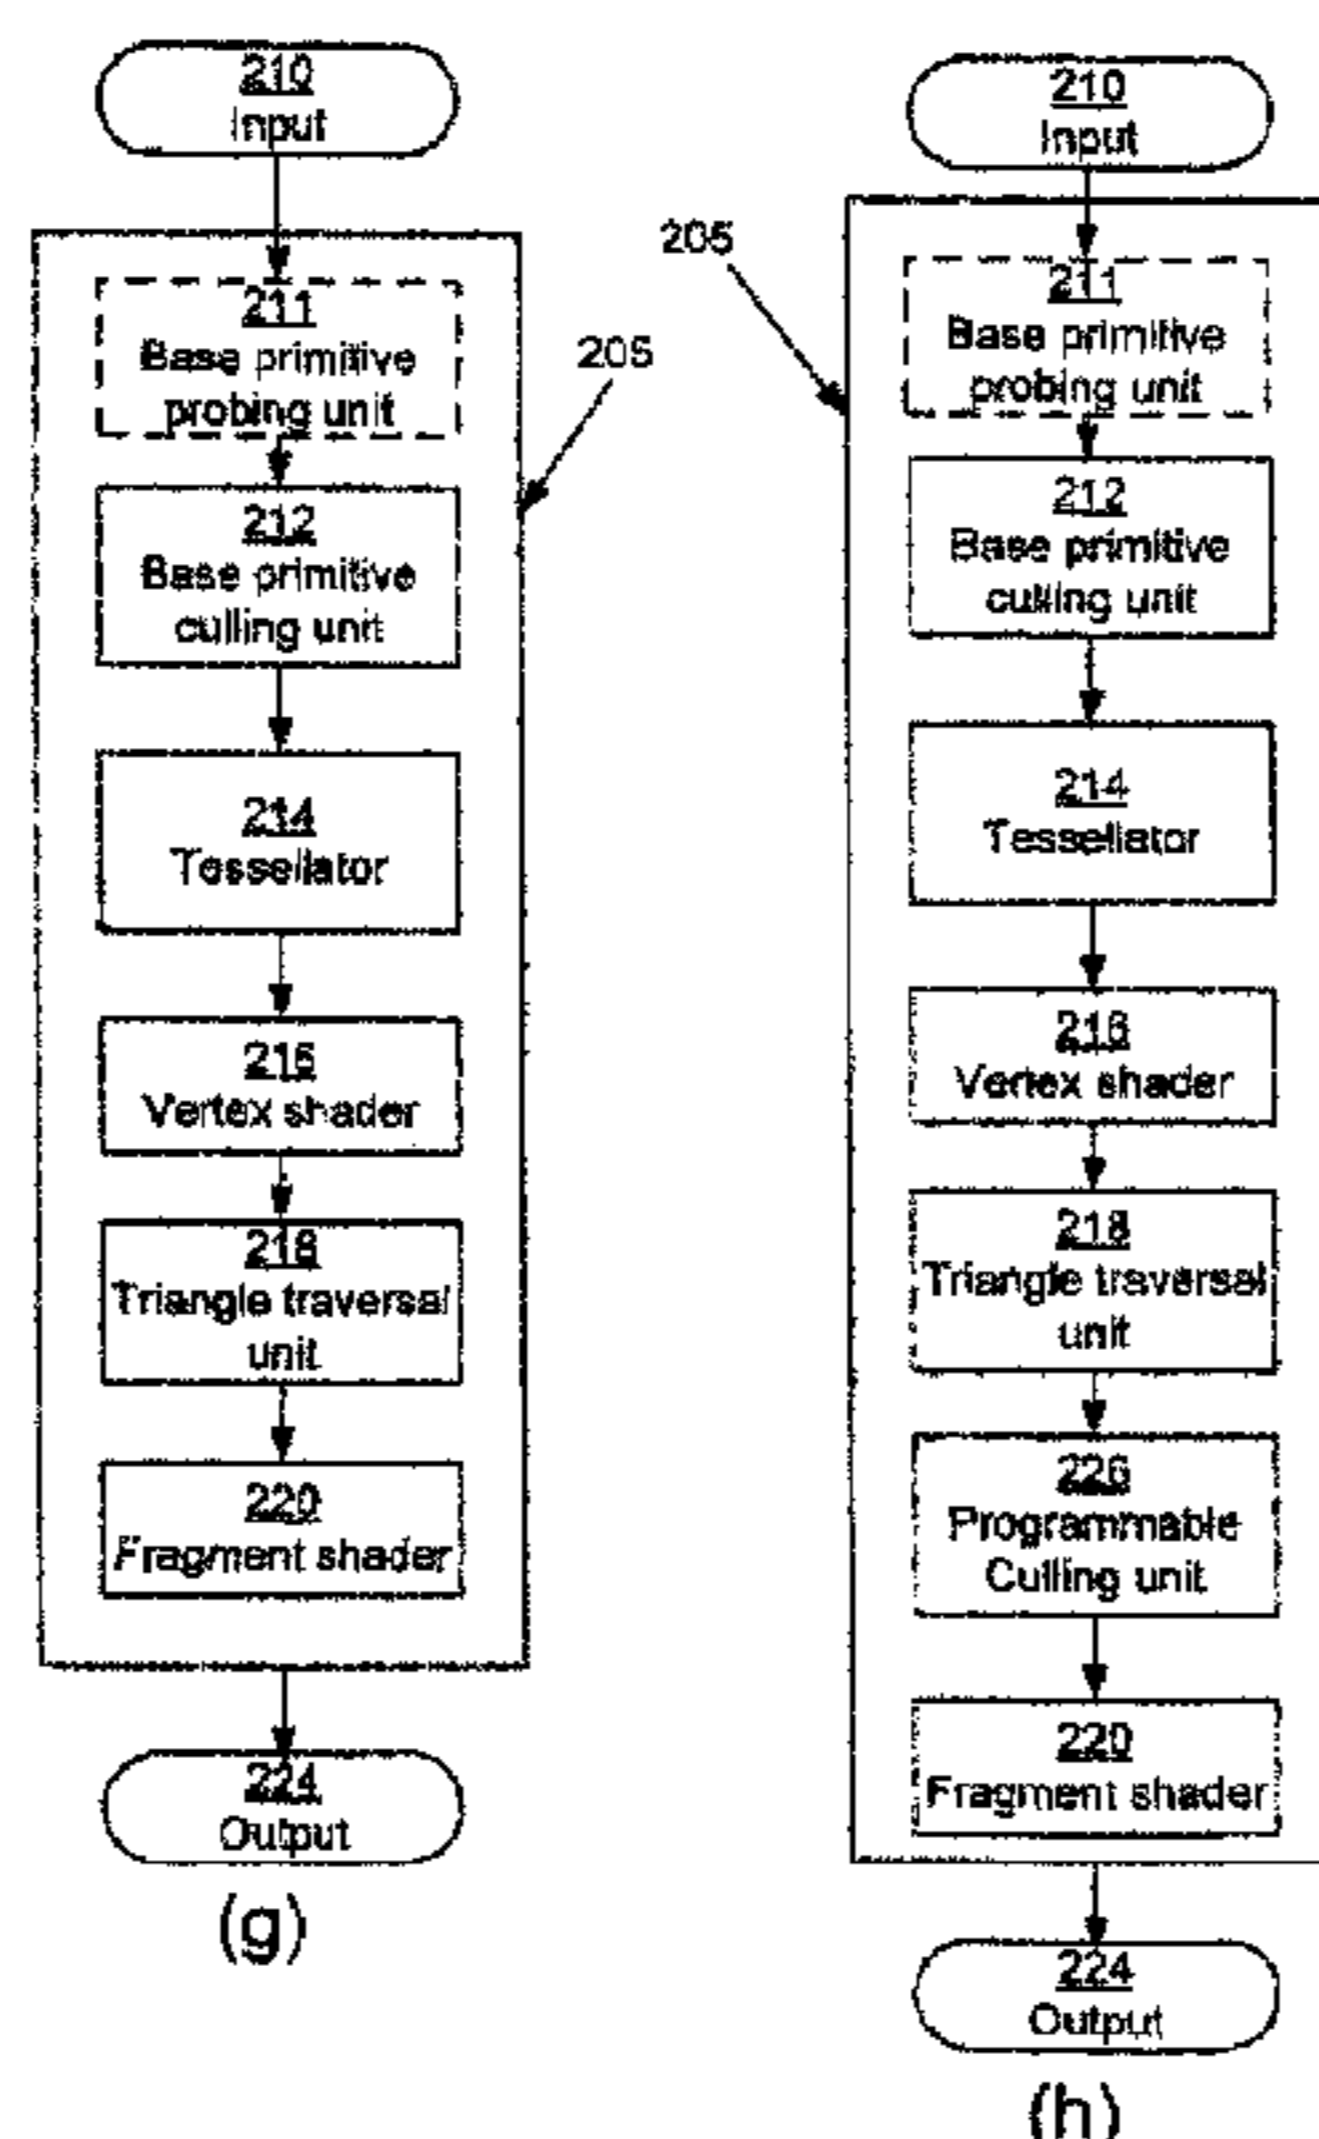 210
Input
211
Base primitive
probing unit
205
212
Base primitive
culling unit
214
Tessellator
216
Vertex shader
218
Triangle traversal
unit
220
Fragment shader
224
Output
(g)
210
Input
205
211
Base primitive
probing unit
212
Base primitive
culling unit
214
Tessellator
216
Vertex shader
218
Triangle traversal
unit
226
Programmable
Culling unit
220
Fragment shader
224
Output
(h)